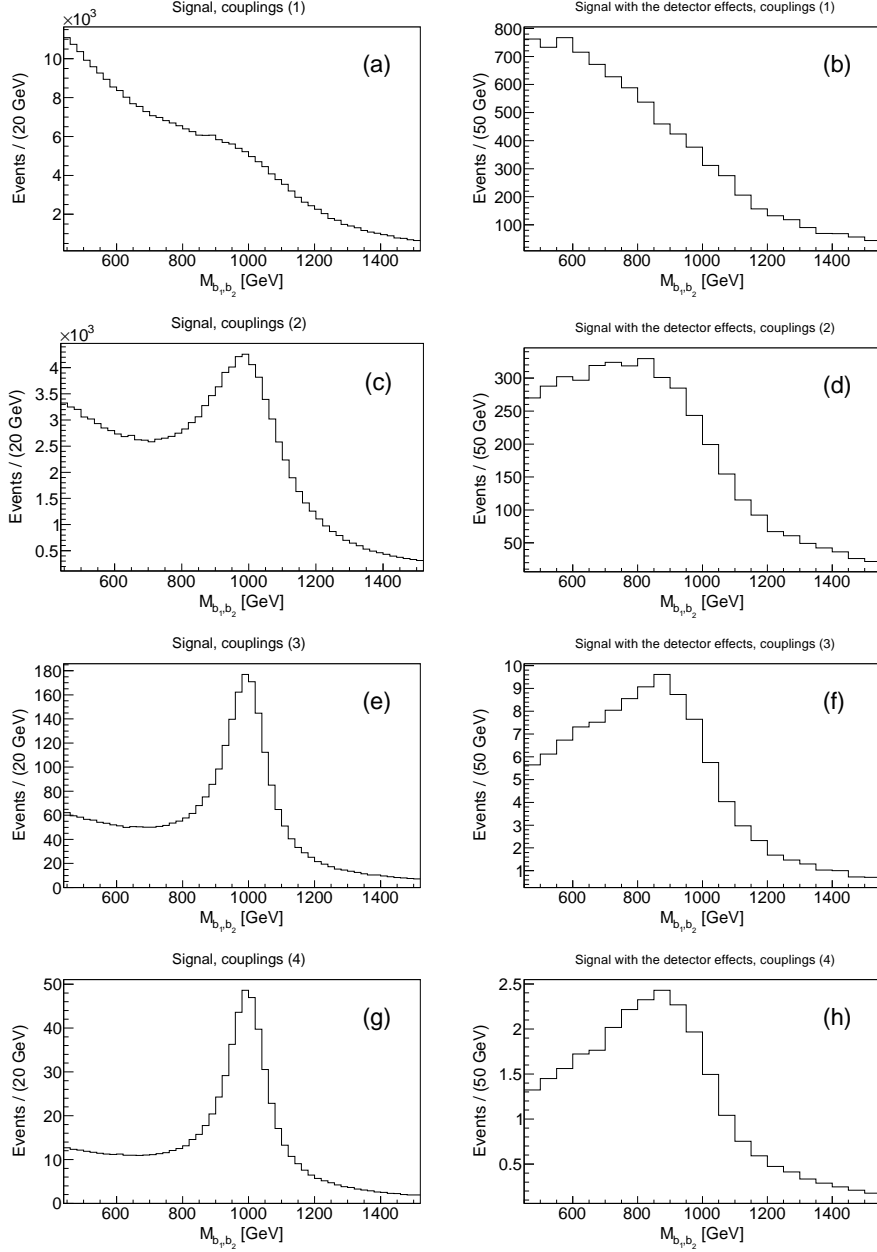 Signal, couplings (1)
×10³
10
8
6
4
2
Events / (20 GeV)
(a)
600 800 1000 1200 1400
M_{b₁,b₂} [GeV]
Signal with the detector effects, couplings (1)
800
700
600
500
400
300
200
100
Events / (50 GeV)
(b)
600 800 1000 1200 1400
M_{b₁,b₂} [GeV]
Signal, couplings (2)
×10³
4
3.5
3
2.5
2
1.5
1
0.5
Events / (20 GeV)
(c)
600 800 1000 1200 1400
M_{b₁,b₂} [GeV]
Signal with the detector effects, couplings (2)
300
250
200
150
100
50
Events / (50 GeV)
(d)
600 800 1000 1200 1400
M_{b₁,b₂} [GeV]
Signal, couplings (3)
180
160
140
120
100
80
60
40
20
0
Events / (20 GeV)
(e)
600 800 1000 1200 1400
M_{b₁,b₂} [GeV]
Signal with the detector effects, couplings (3)
10
9
8
7
6
5
4
3
2
1
Events / (50 GeV)
(f)
600 800 1000 1200 1400
M_{b₁,b₂} [GeV]
Signal, couplings (4)
50
40
30
20
10
0
Events / (20 GeV)
(g)
600 800 1000 1200 1400
M_{b₁,b₂} [GeV]
Signal with the detector effects, couplings (4)
2.5
2
1.5
1
0.5
Events / (50 GeV)
(h)
600 800 1000 1200 1400
M_{b₁,b₂} [GeV]